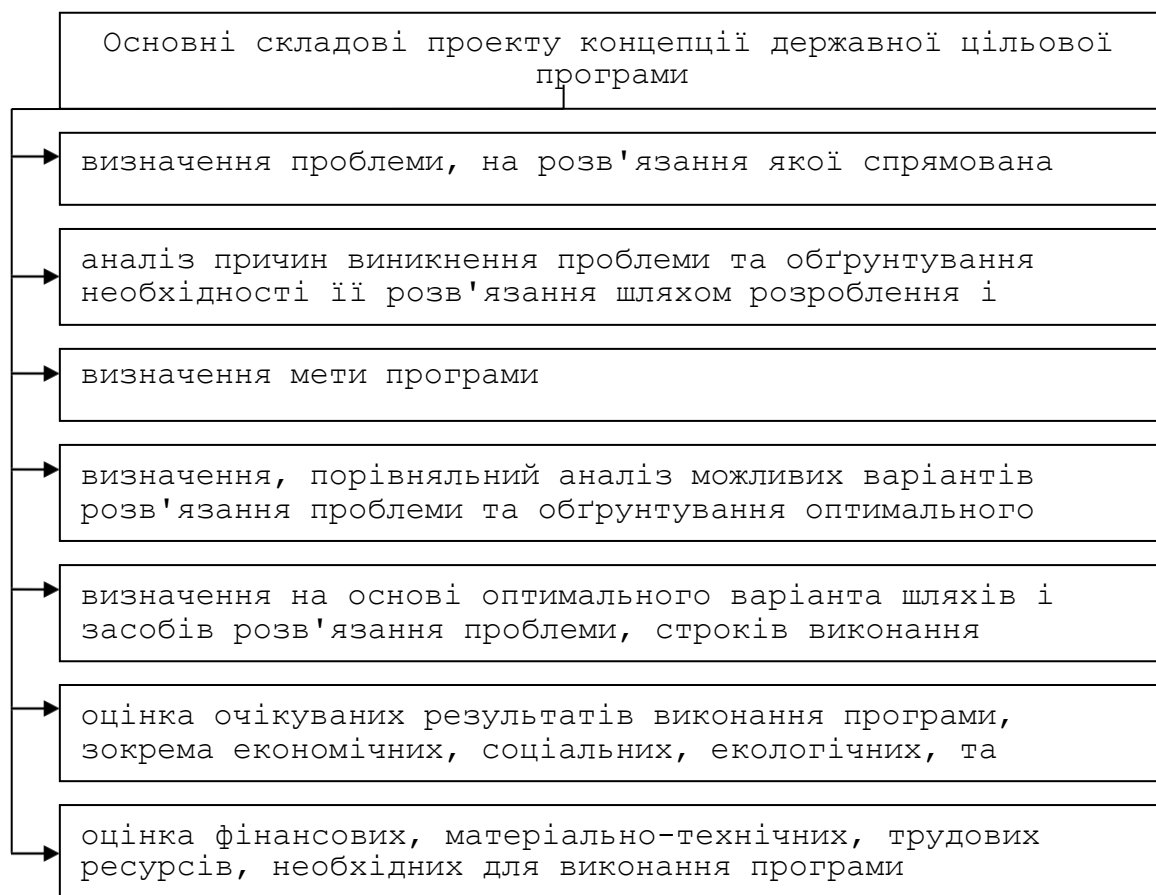 Основні складові проекту концепції державної цільової
програми
визначення проблеми, на розв'язання якої спрямована
аналіз причин виникнення проблеми та обґрунтування
необхідності її розв'язання шляхом розроблення і
визначення мети програми
визначення, порівняльний аналіз можливих варіантів
розв'язання проблеми та обґрунтування оптимального
визначення на основі оптимального варіанта шляхів і
засобів розв'язання проблеми, строків виконання
оцінка очікуваних результатів виконання програми,
зокрема економічних, соціальних, екологічних, та
оцінка фінансових, матеріально-технічних, трудових
ресурсів, необхідних для виконання програми